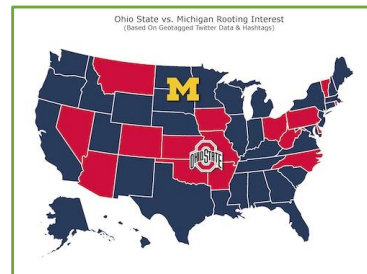 Ohio State vs. Michigan Rooting Interest
(Based On Geotagged Twitter Data & Hashtags)
M
OHIO STATE